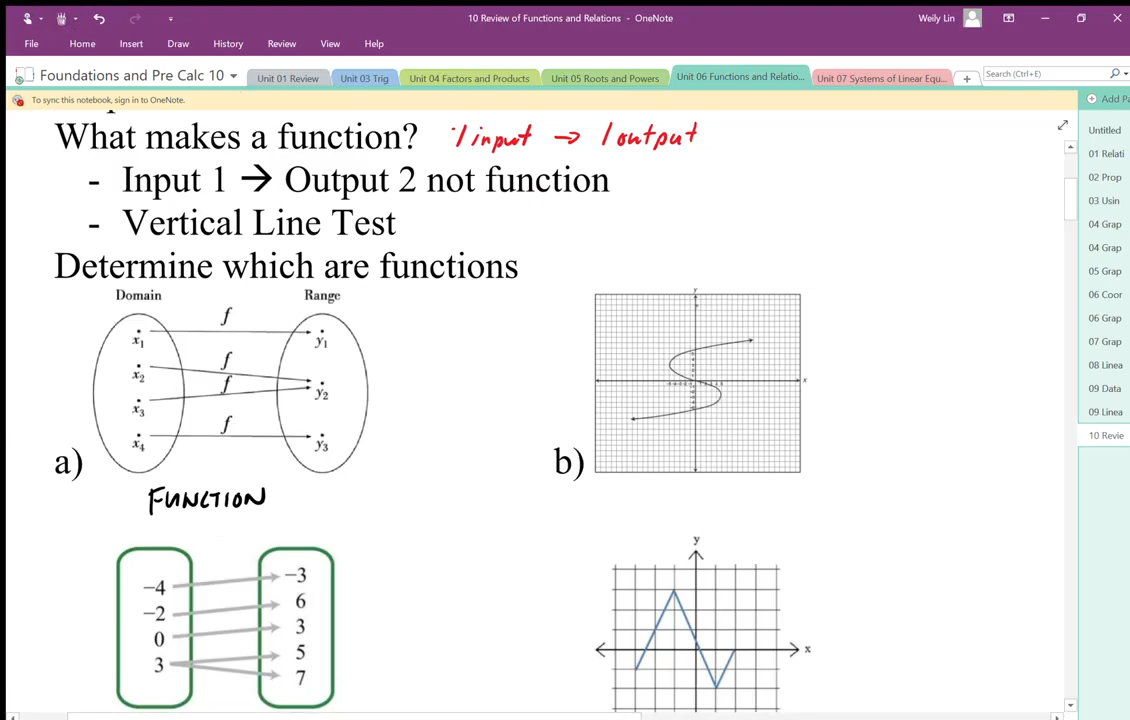 10 Review of Functions and Relations - OneNote
Weily Lin
File Home Insert Draw History Review View Help
Foundations and Pre Calc 10
Unit 01 Review
Unit 03 Trig
Unit 04 Factors and Products
Unit 05 Roots and Powers
Unit 06 Functions and Relatio...
Unit 07 Systems of Linear Equ...
Search (Ctrl+E)
To sync this notebook, sign in to OneNote.
Add Pa
What makes a function? 1 input → 1 output
- Input 1 → Output 2 not function
- Vertical Line Test
Determine which are functions
Domain Range
f
x1 y1
f
x2
f
y2
x3
f
x4 y3
a)
FUNCTION
y
x
b)
-4 -3
-2 6
0 3
3 5
7
y
x
Untitled
01 Relati
02 Prop
03 Usin
04 Grap
04 Grap
05 Grap
06 Coor
06 Grap
07 Grap
08 Linea
09 Data
09 Linea
10 Revie